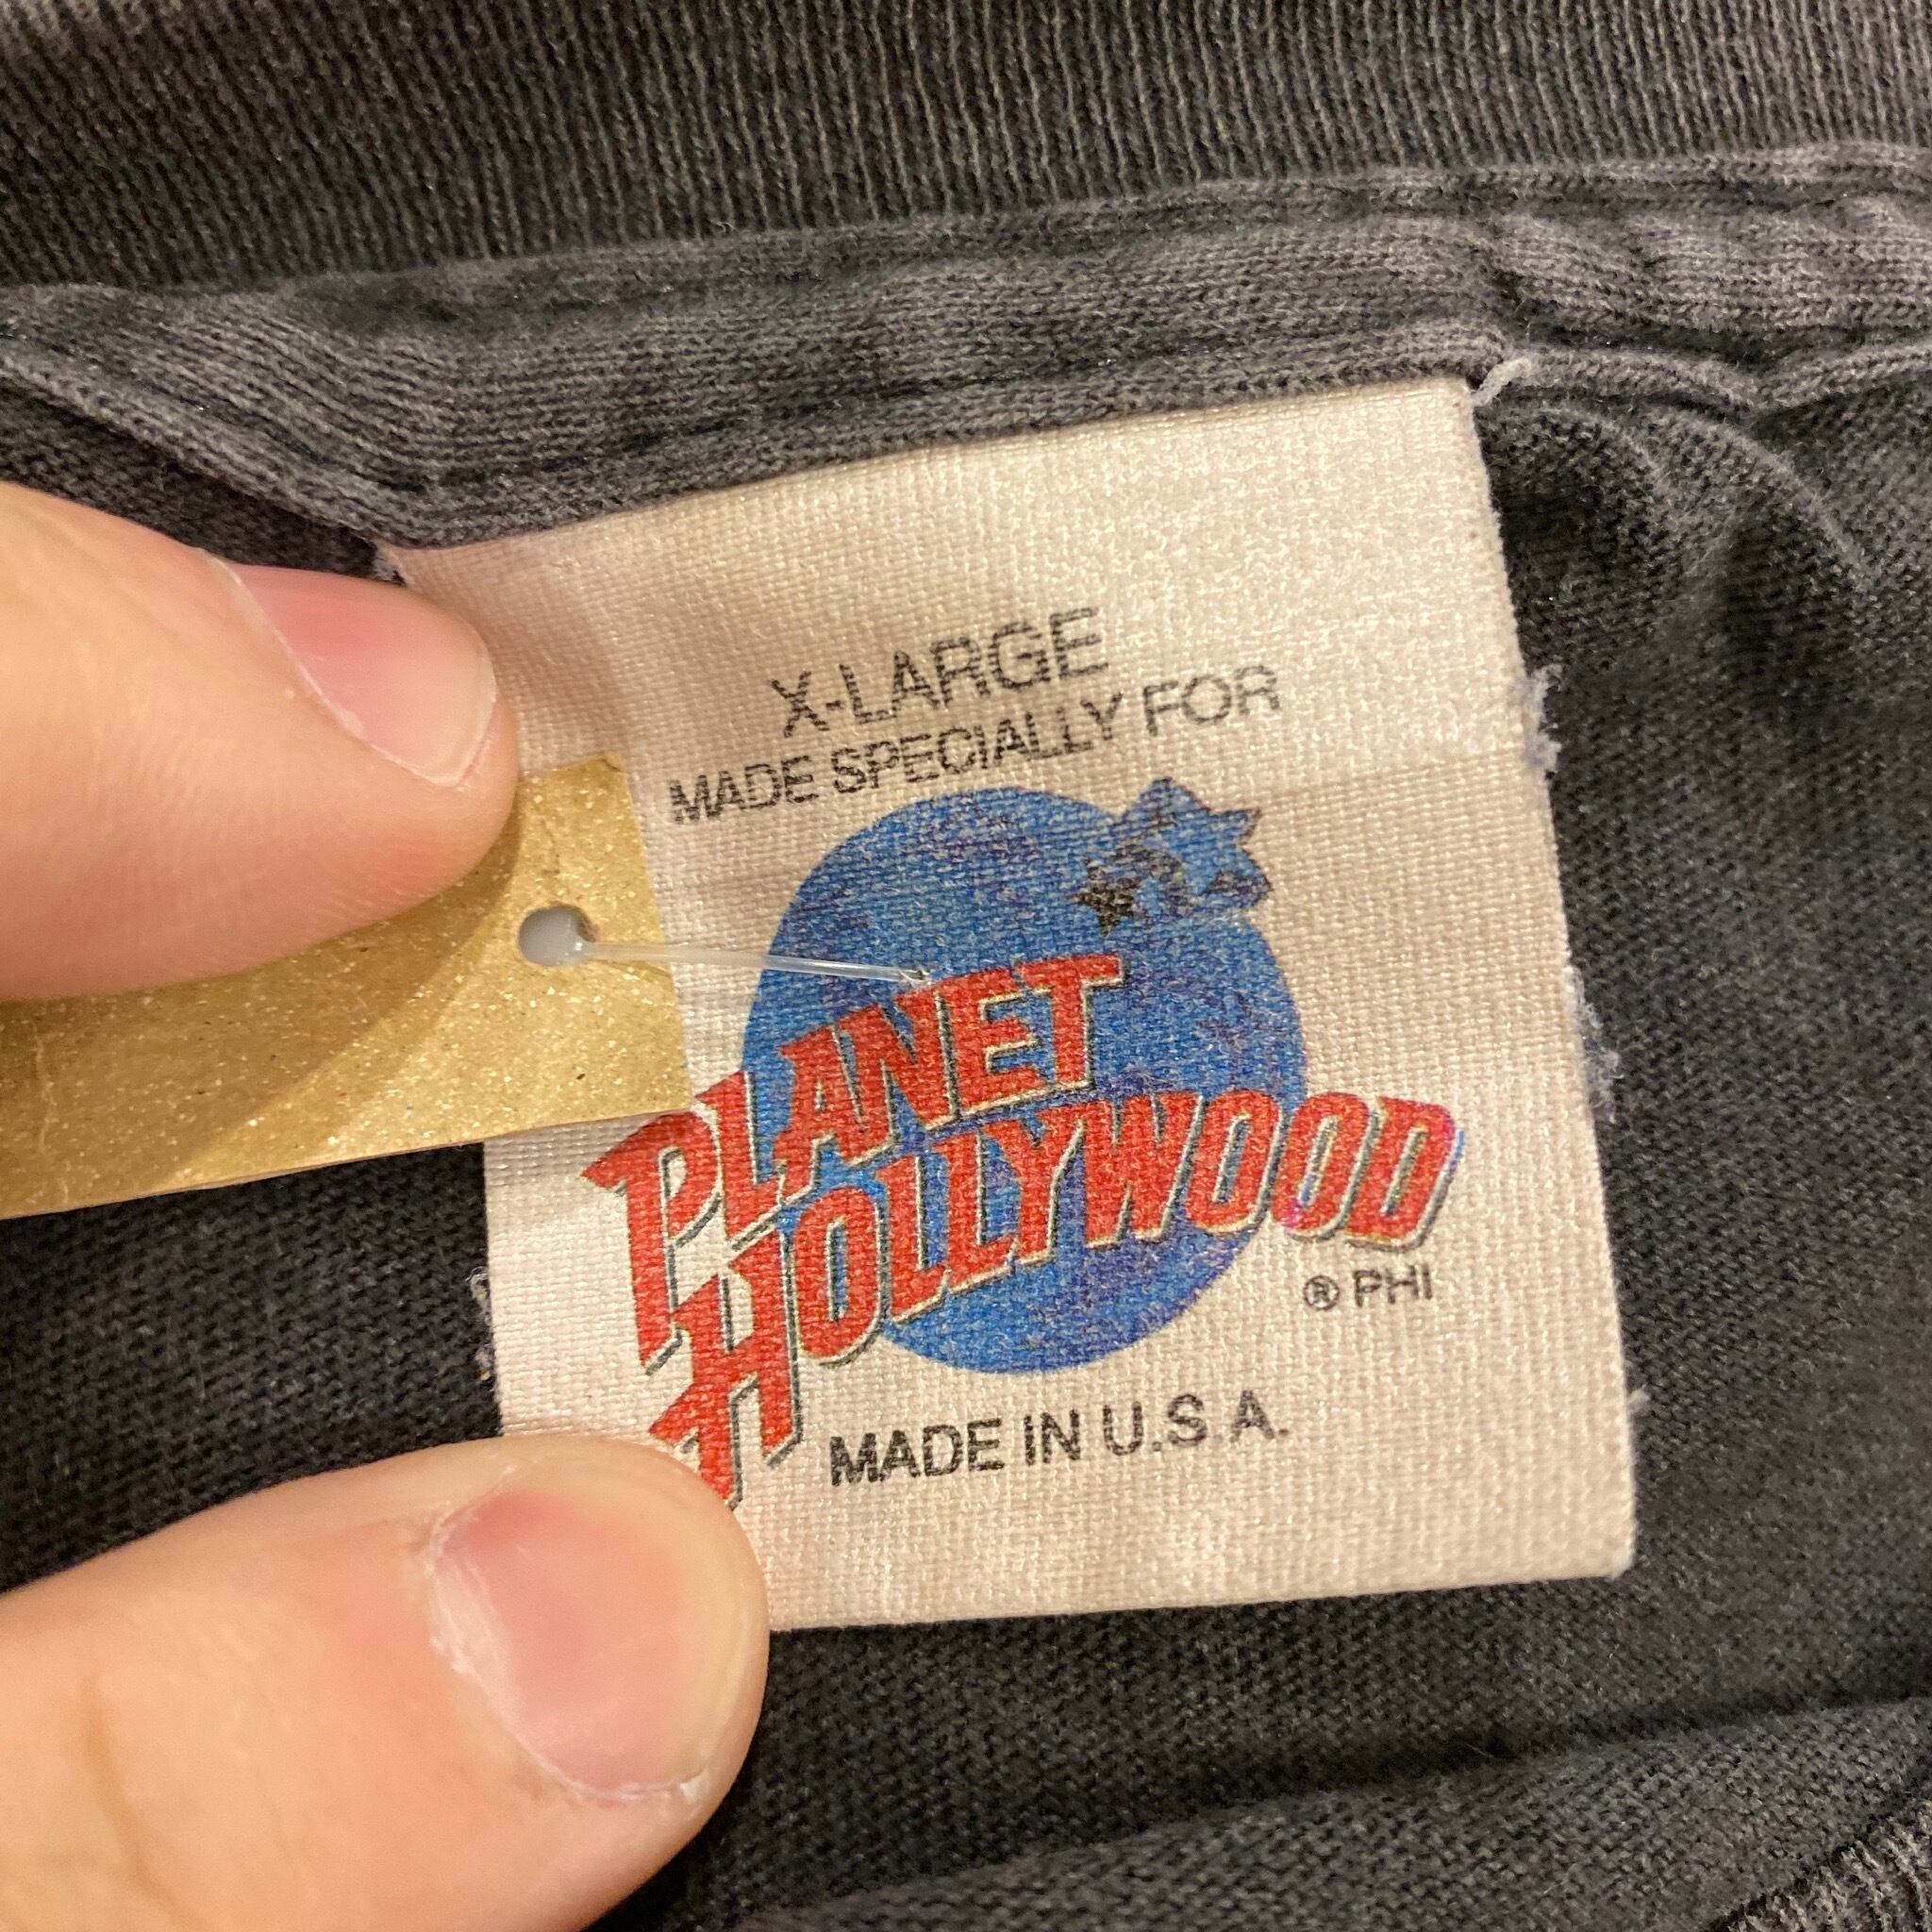 X-LARGE
MADE SPECIALLY FOR
PLANET
HOLLYWOOD
® PHI
MADE IN U.S.A.